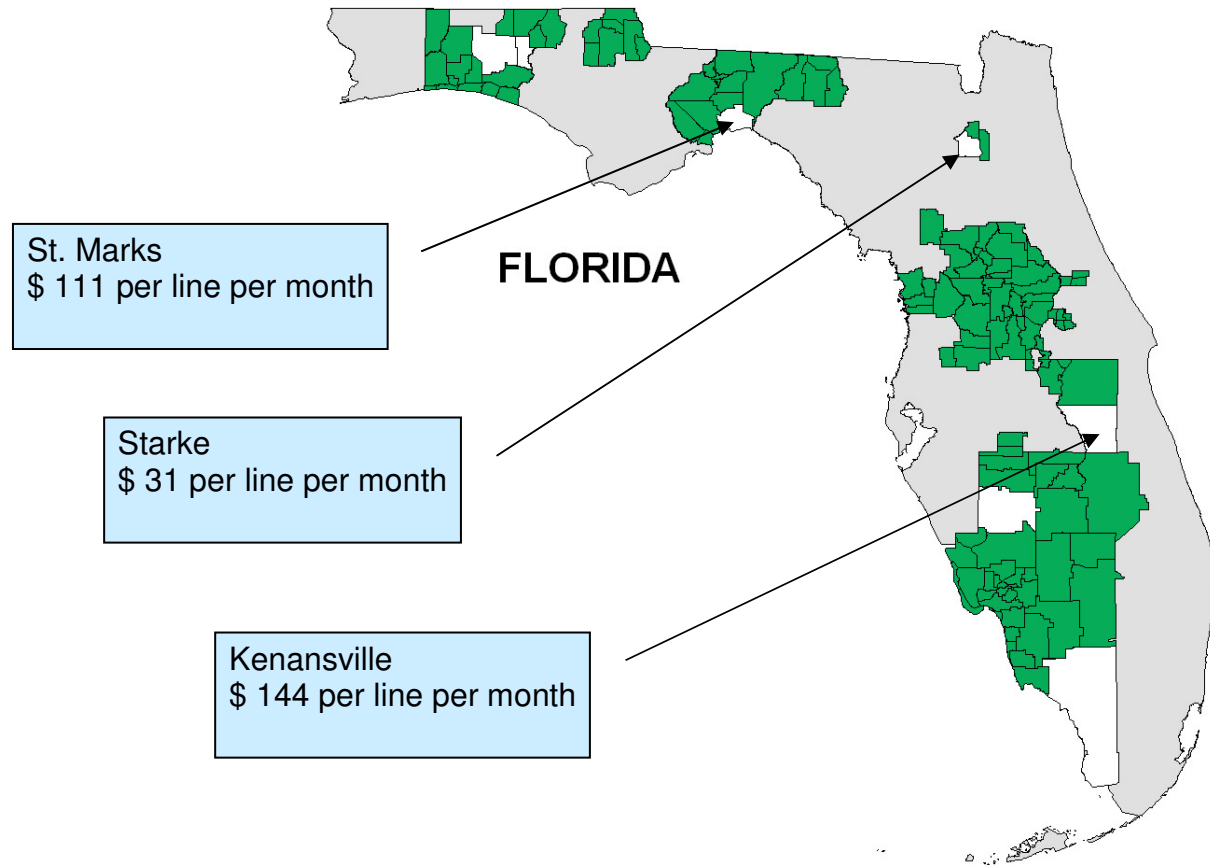 FLORIDA
St. Marks
$ 111 per line per month
Starke
$ 31 per line per month
Kenansville
$ 144 per line per month